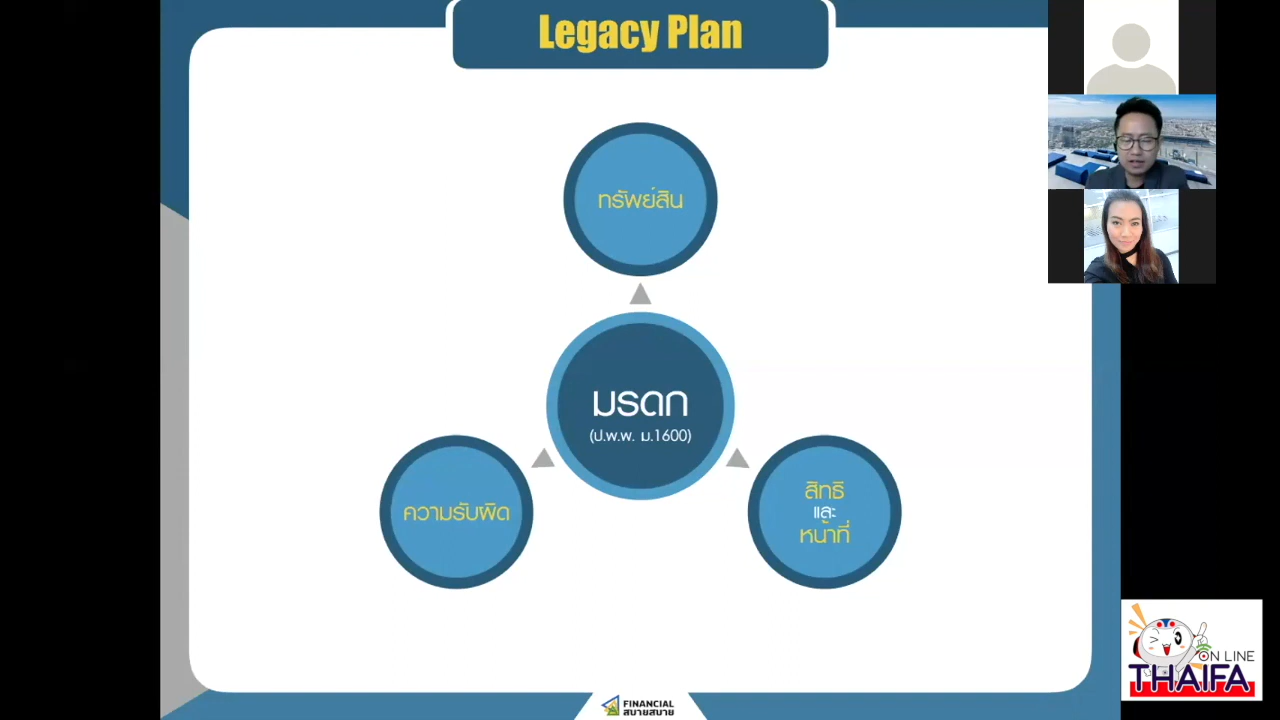 Legacy Plan
ทรัพย์สิน
มรดก
(ป.พ.พ. ม.1600)
ความรับผิด
สิทธิ
และ
หน้าที่
FINANCIAL
สบายสบาย
ON LINE
THAIFA